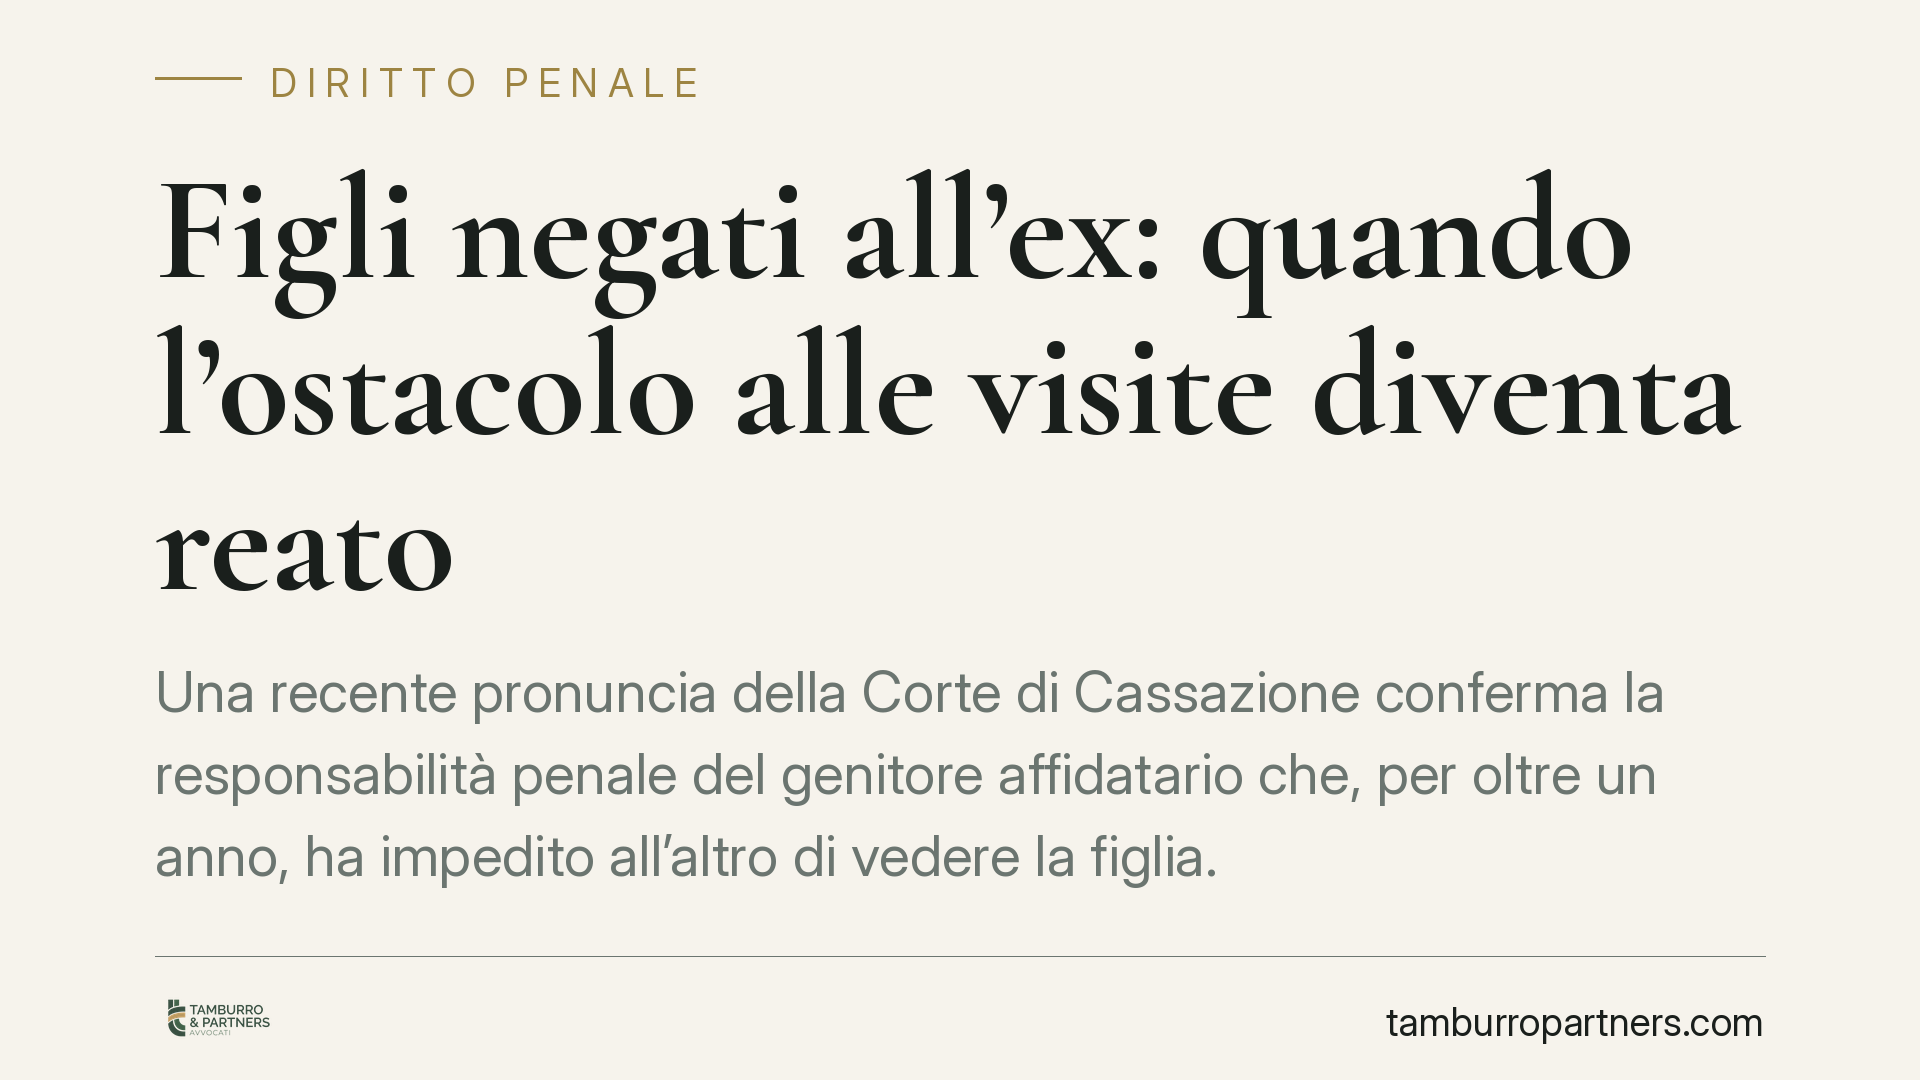 DIRITTO PENALE
Figli negati all’ex: quando
l’ostacolo alle visite diventa
reato
Una recente pronuncia della Corte di Cassazione conferma la
responsabilità penale del genitore affidatario che, per oltre un
anno, ha impedito all’altro di vedere la figlia.
TAMBURRO
& PARTNERS
AVVOCATI
tamburropartners.com